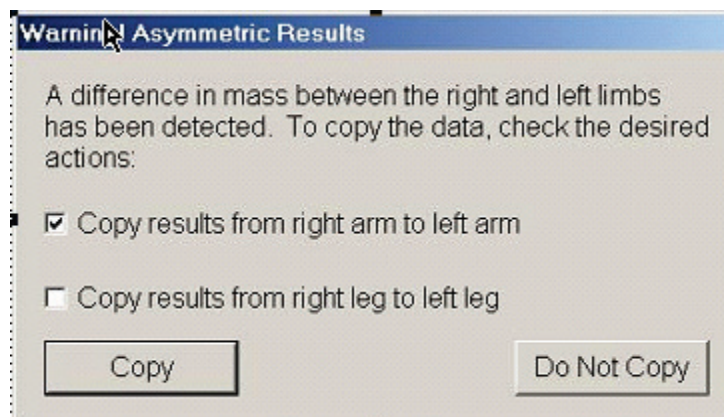 Warning Asymmetric Results
A difference in mass between the right and left limbs
has been detected. To copy the data, check the desired
actions:
Copy results from right arm to left arm
Copy results from right leg to left leg
Copy
Do Not Copy